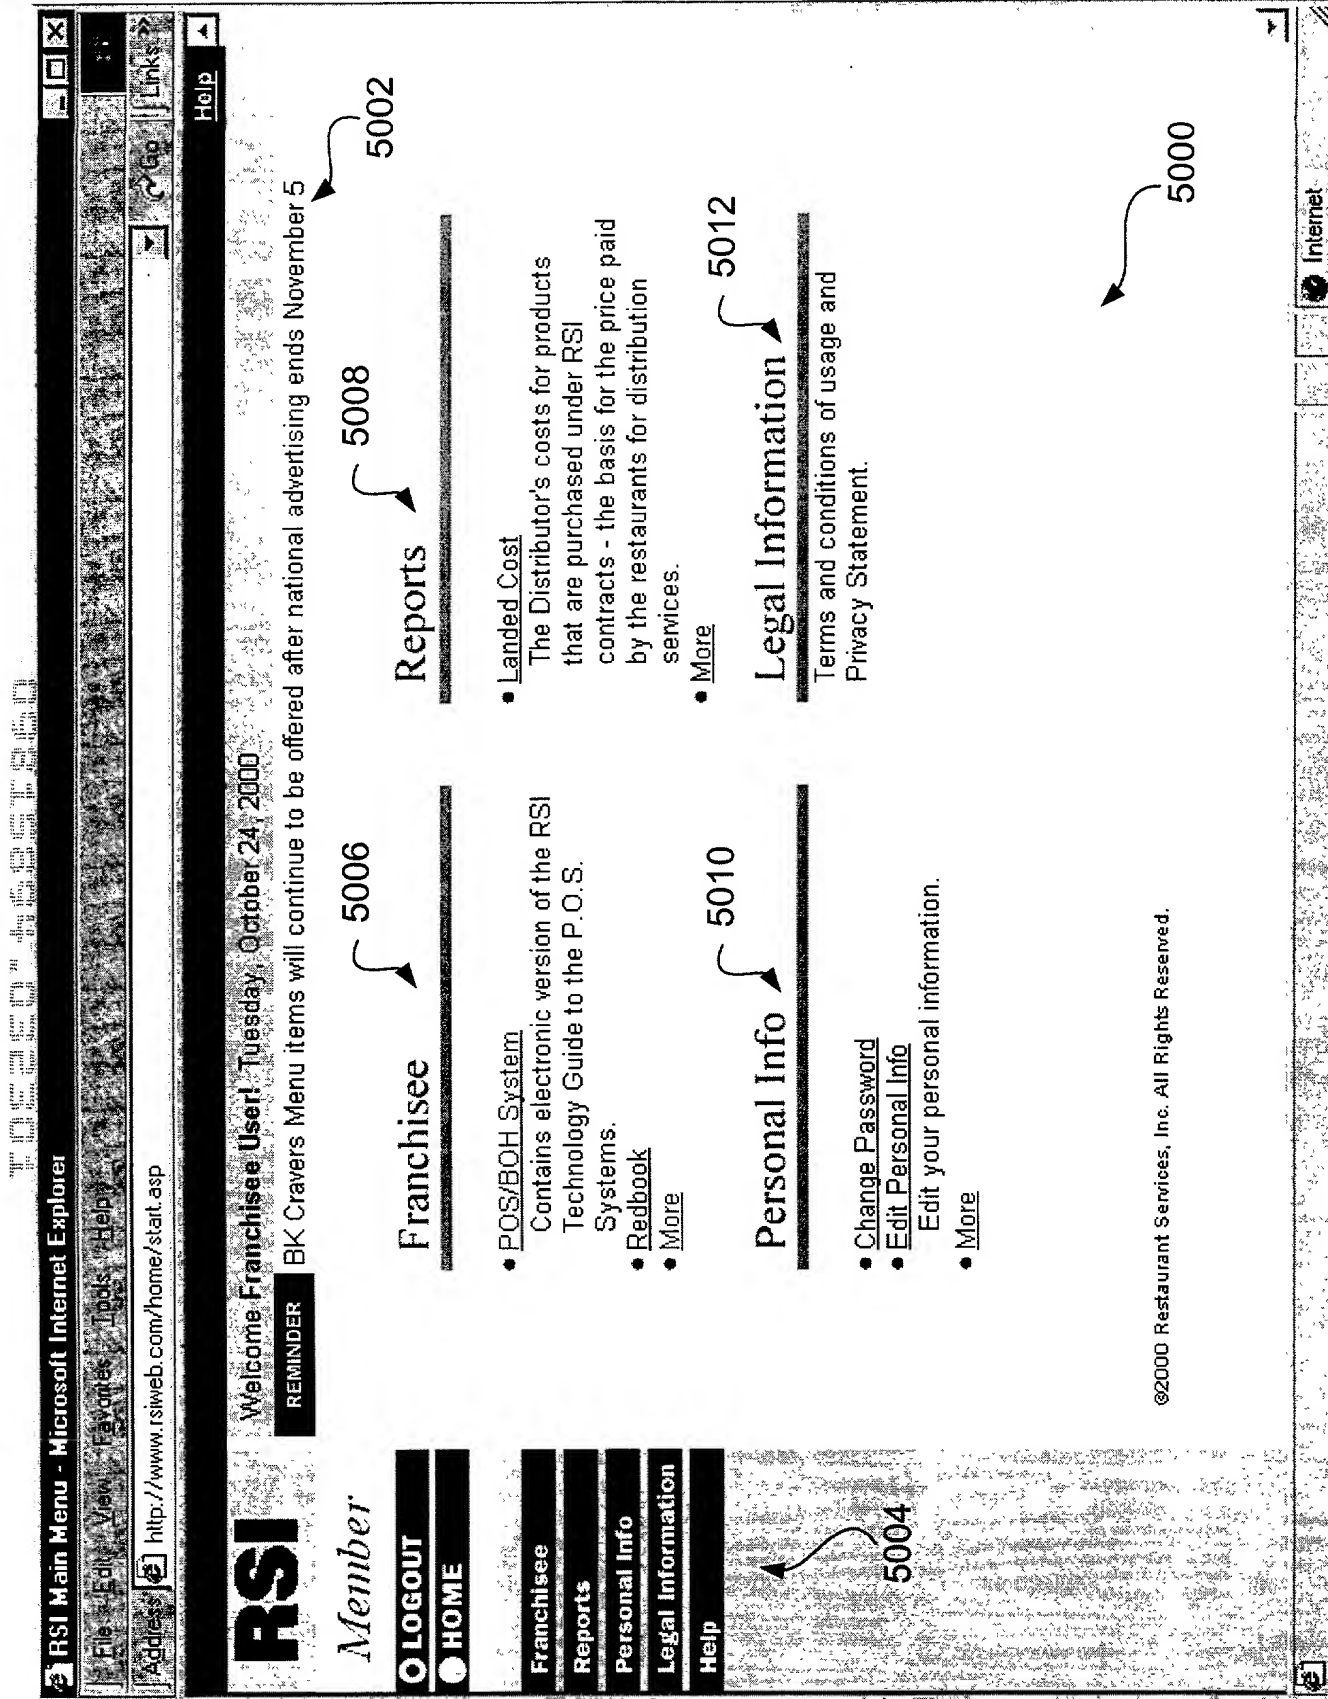 RSI Main Menu - Microsoft Internet Explorer
File Edit View Favorites Tools Help
Address http://www.rsiweb.com/home/start.asp Go Links »
Help
RSI
Welcome Franchisee User! Tuesday, October 24, 2000
REMINDER BK Cravers Menu items will continue to be offered after national advertising ends November 5
5002
Member
LOGOUT
HOME
Franchisee
Reports
Personal Info
Legal Information
Help
5004
Franchisee
5006
• POS/BOH System
Contains electronic version of the RSI
Technology Guide to the P.O.S.
Systems.
• Redbook
• More
Reports
5008
• Landed Cost
The Distributor's costs for products
that are purchased under RSI
contracts - the basis for the price paid
by the restaurants for distribution
services.
• More
Personal Info
5010
• Change Password
• Edit Personal Info
Edit your personal information.
• More
Legal Information
5012
Terms and conditions of usage and
Privacy Statement.
5000
©2000 Restaurant Services, Inc. All Rights Reserved.
Internet